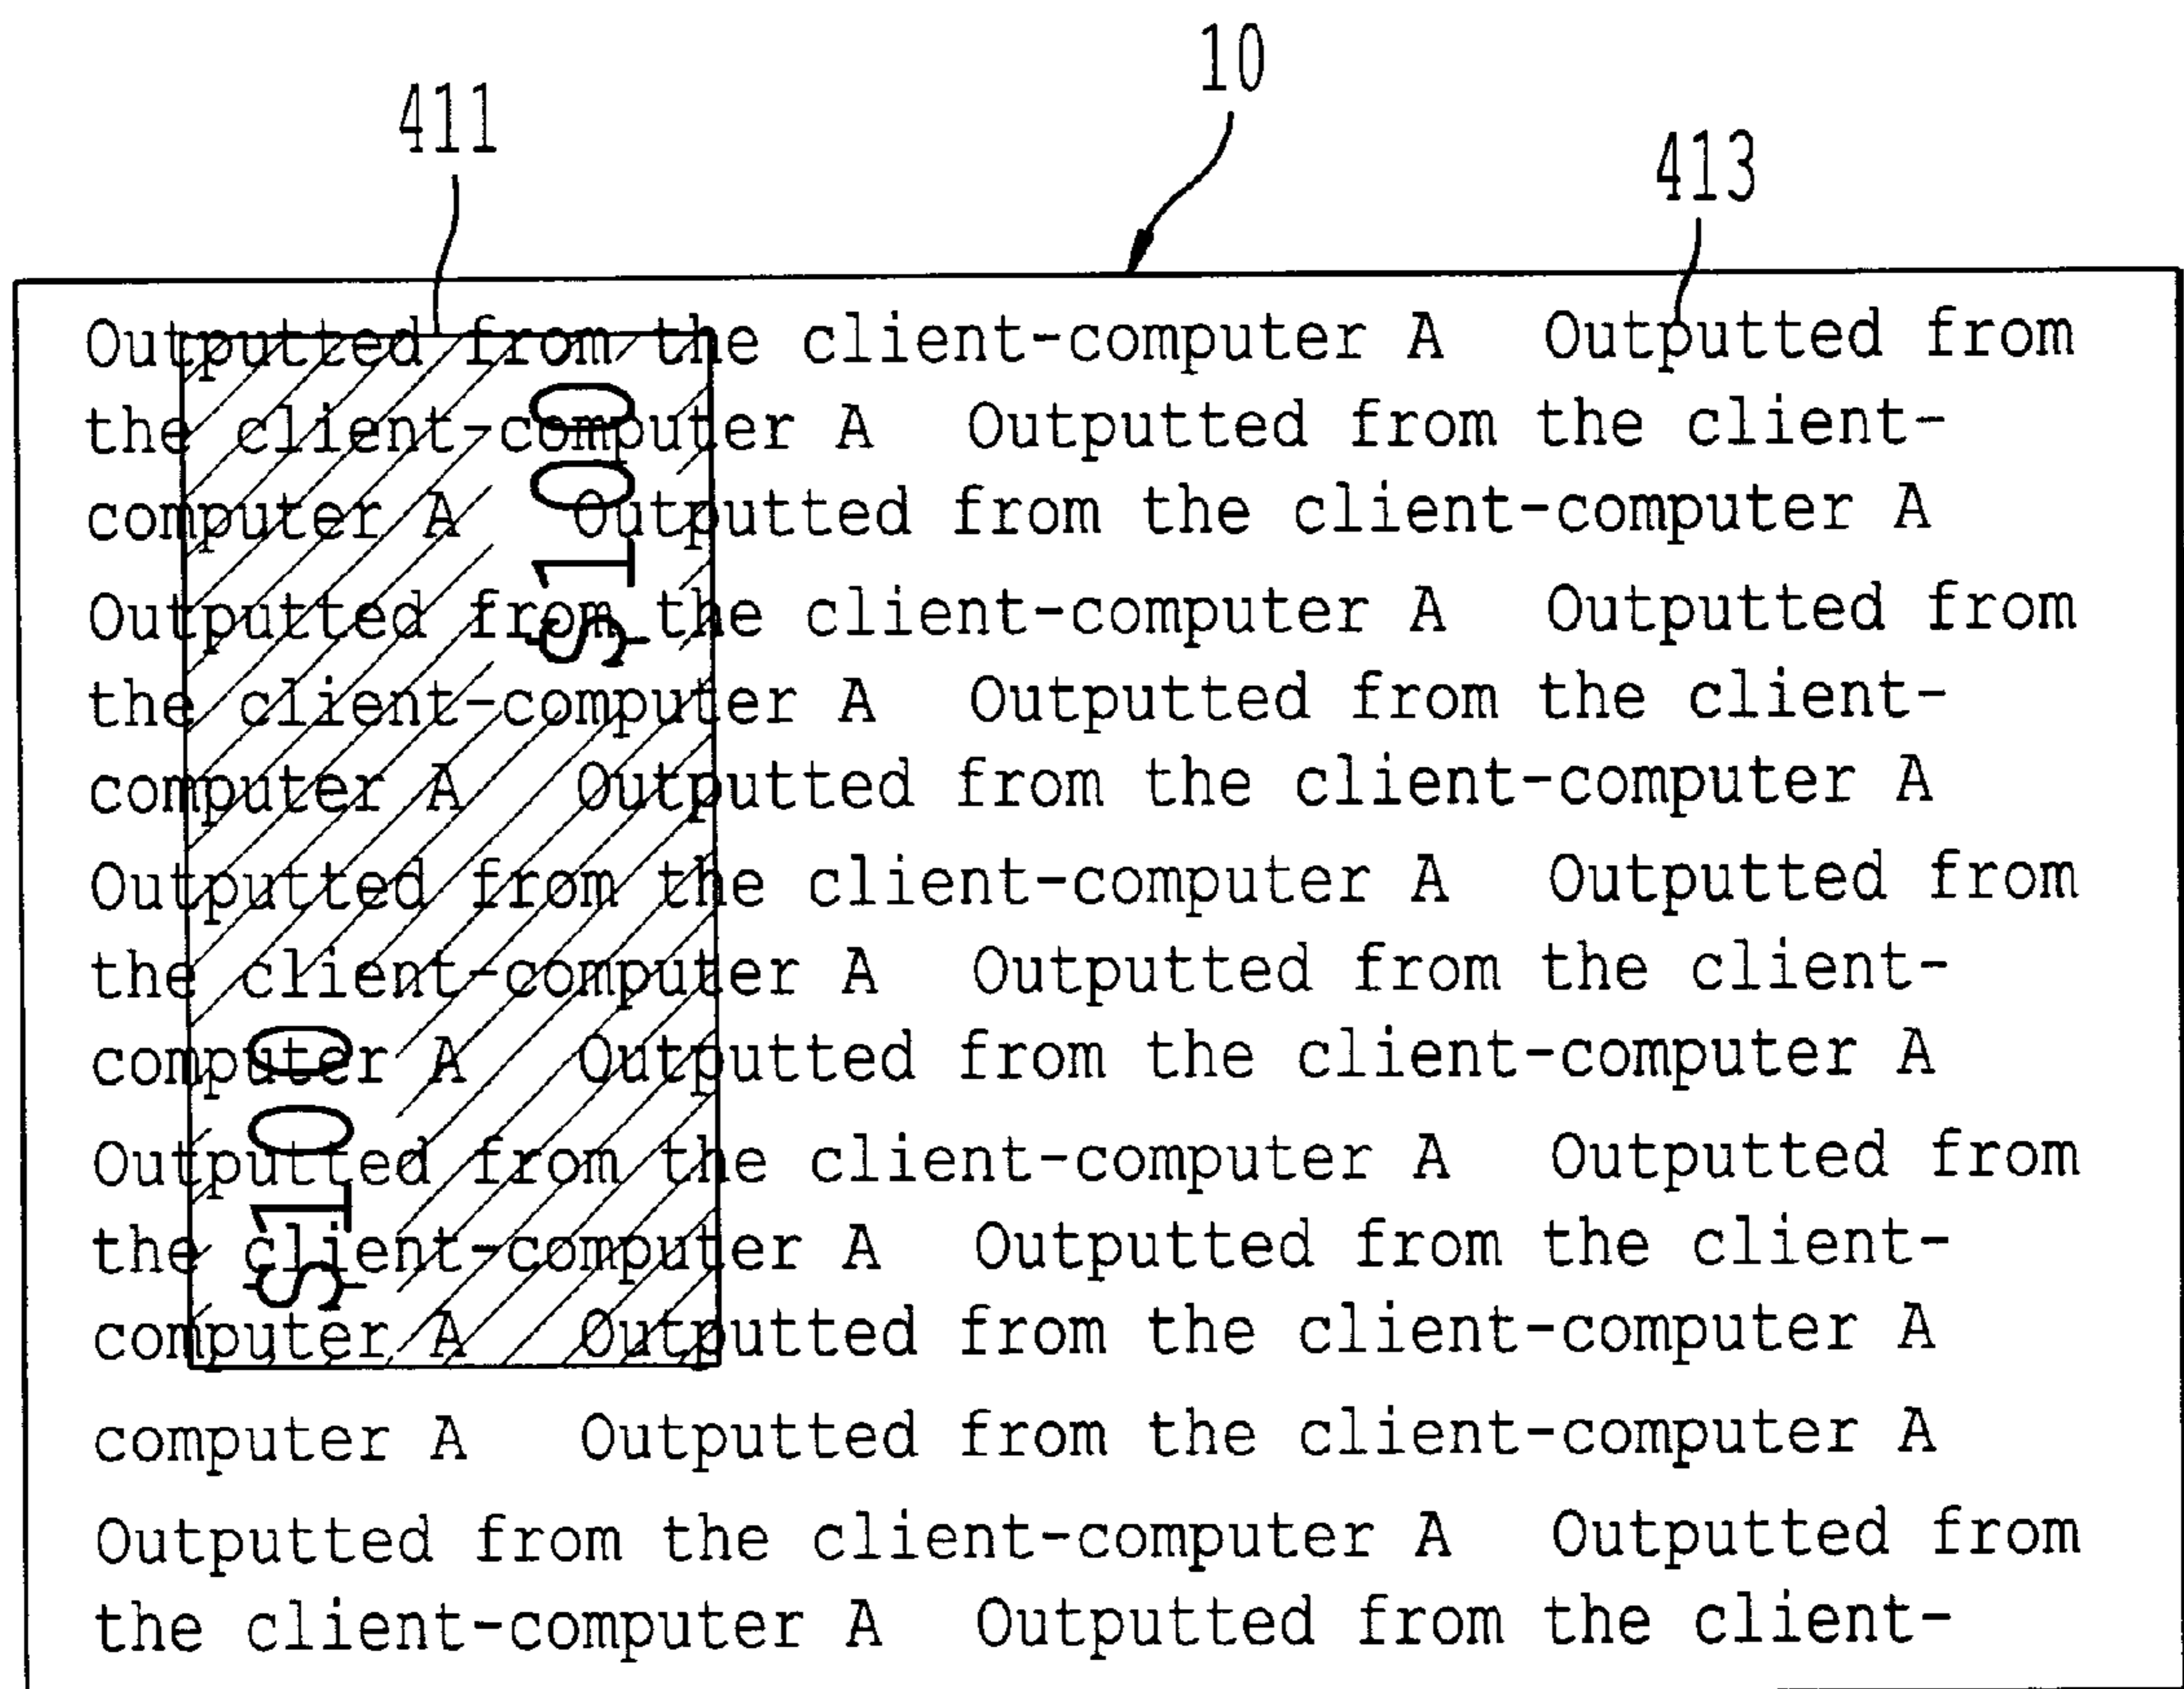 10
411
413
Outputted from the client-computer A Outputted from
the client-computer A Outputted from the client-
computer A Outputted from the client-computer A
Outputted from the client-computer A Outputted from
the client-computer A Outputted from the client-
computer A Outputted from the client-computer A
Outputted from the client-computer A Outputted from
the client-computer A Outputted from the client-
computer A Outputted from the client-computer A
Outputted from the client-computer A Outputted from
the client-computer A Outputted from the client-
computer A Outputted from the client-computer A
computer A Outputted from the client-computer A
Outputted from the client-computer A Outputted from
the client-computer A Outputted from the client-
$100
$100